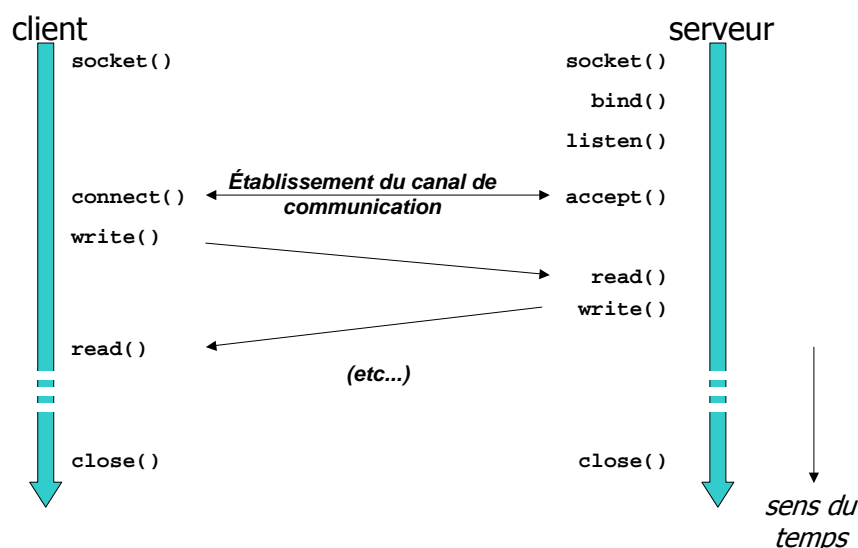 client
serveur
socket()
socket()
bind()
listen()
Établissement du canal de
connect()
accept()
communication
write()
read()
write()
read()
(etc...)
close()
close()
sens du
temps